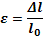 ε = Δl / l₀